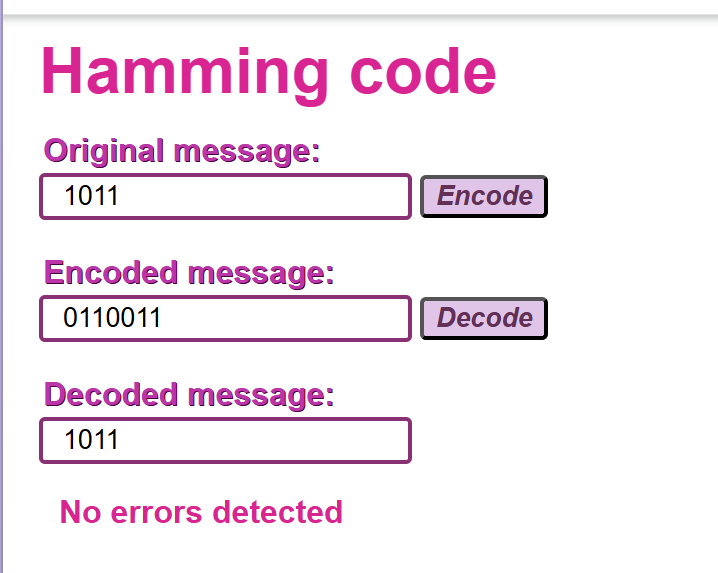 Hamming code
Original message:
1011 Encode
Encoded message:
0110011 Decode
Decoded message:
1011
No errors detected